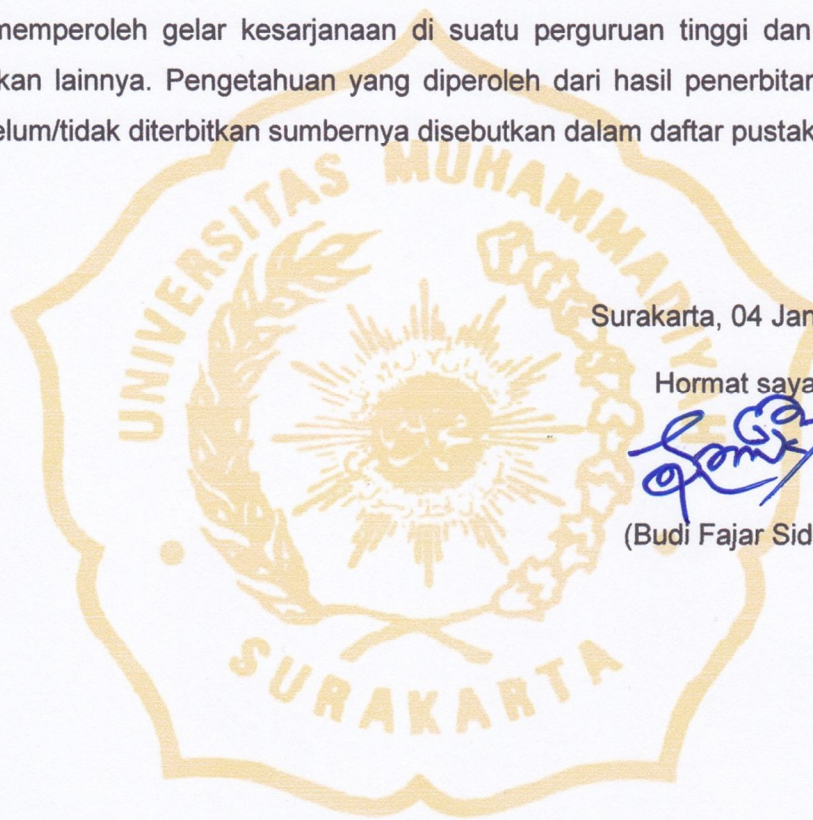 memperoleh gelar kesarjanaan di suatu perguruan tinggi dan
kan lainnya. Pengetahuan yang diperoleh dari hasil penerbitan
elum/tidak diterbitkan sumbernya disebutkan dalam daftar pustak
UNIVERSITAS MUHAMMADIYAH
Surakarta, 04 Jan
Hormat saya
(Budi Fajar Sid
SURAKARTA